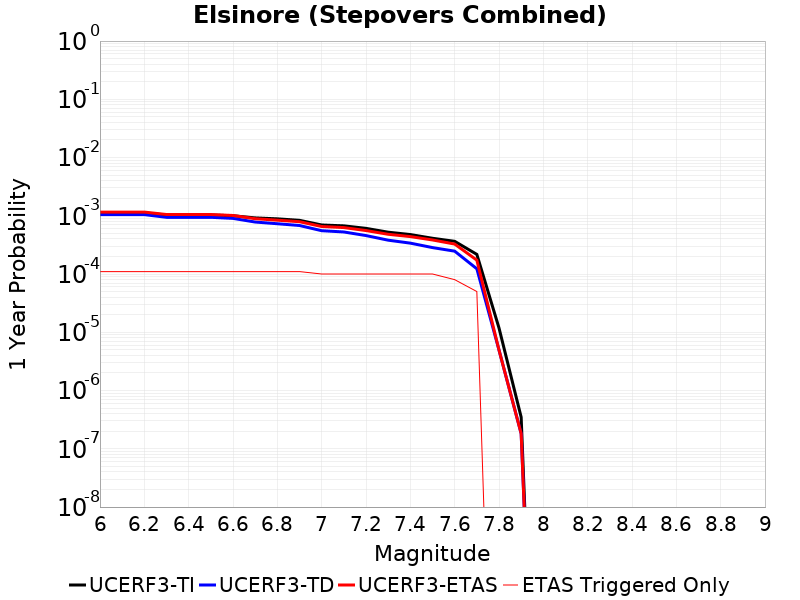 Elsinore (Stepovers Combined)
10^0
10^-1
10^-2
10^-3
10^-4
10^-5
10^-6
10^-7
10^-8
1 Year Probability
6 6.2 6.4 6.6 6.8 7 7.2 7.4 7.6 7.8 8 8.2 8.4 8.6 8.8 9
Magnitude
UCERF3-TI UCERF3-TD UCERF3-ETAS ETAS Triggered Only